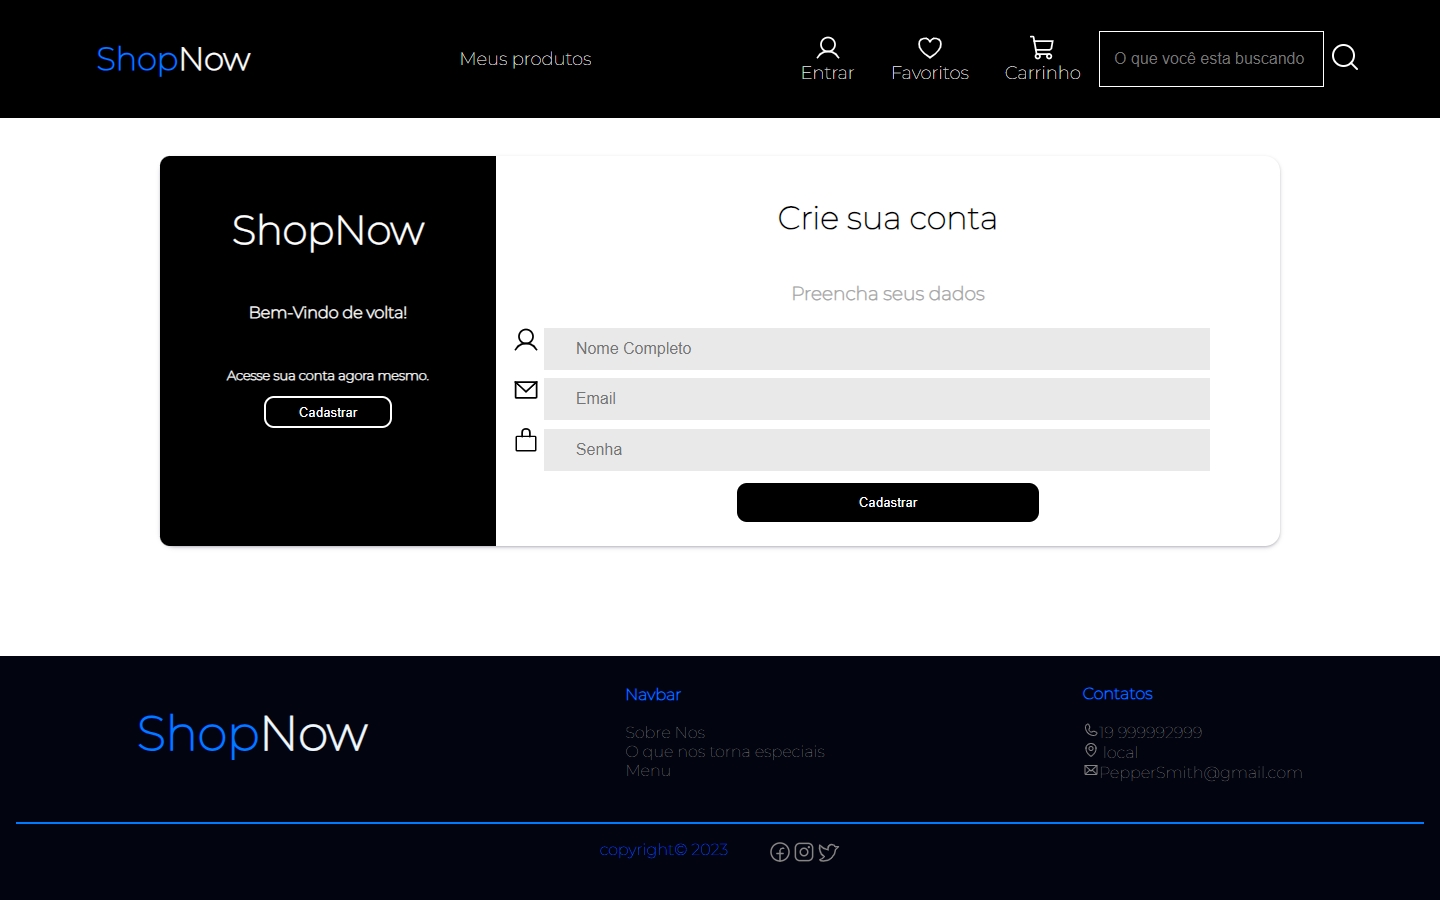 ShopNow
Meus produtos
Entrar
Favoritos
Carrinho
O que você esta buscando
ShopNow
Bem-Vindo de volta!
Acesse sua conta agora mesmo.
Cadastrar
Crie sua conta
Preencha seus dados
Nome Completo
Email
Senha
Cadastrar
ShopNow
Navbar
Sobre Nos
O que nos torna especiais
Menu
Contatos
19 999992999
local
PepperSmith@gmail.com
copyright© 2023